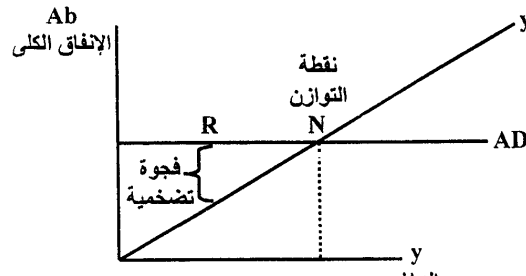 Ab
الإنفاق الكلى
y
نقطة
التوازن
R
N
AD
فجوة
تضخمية
y